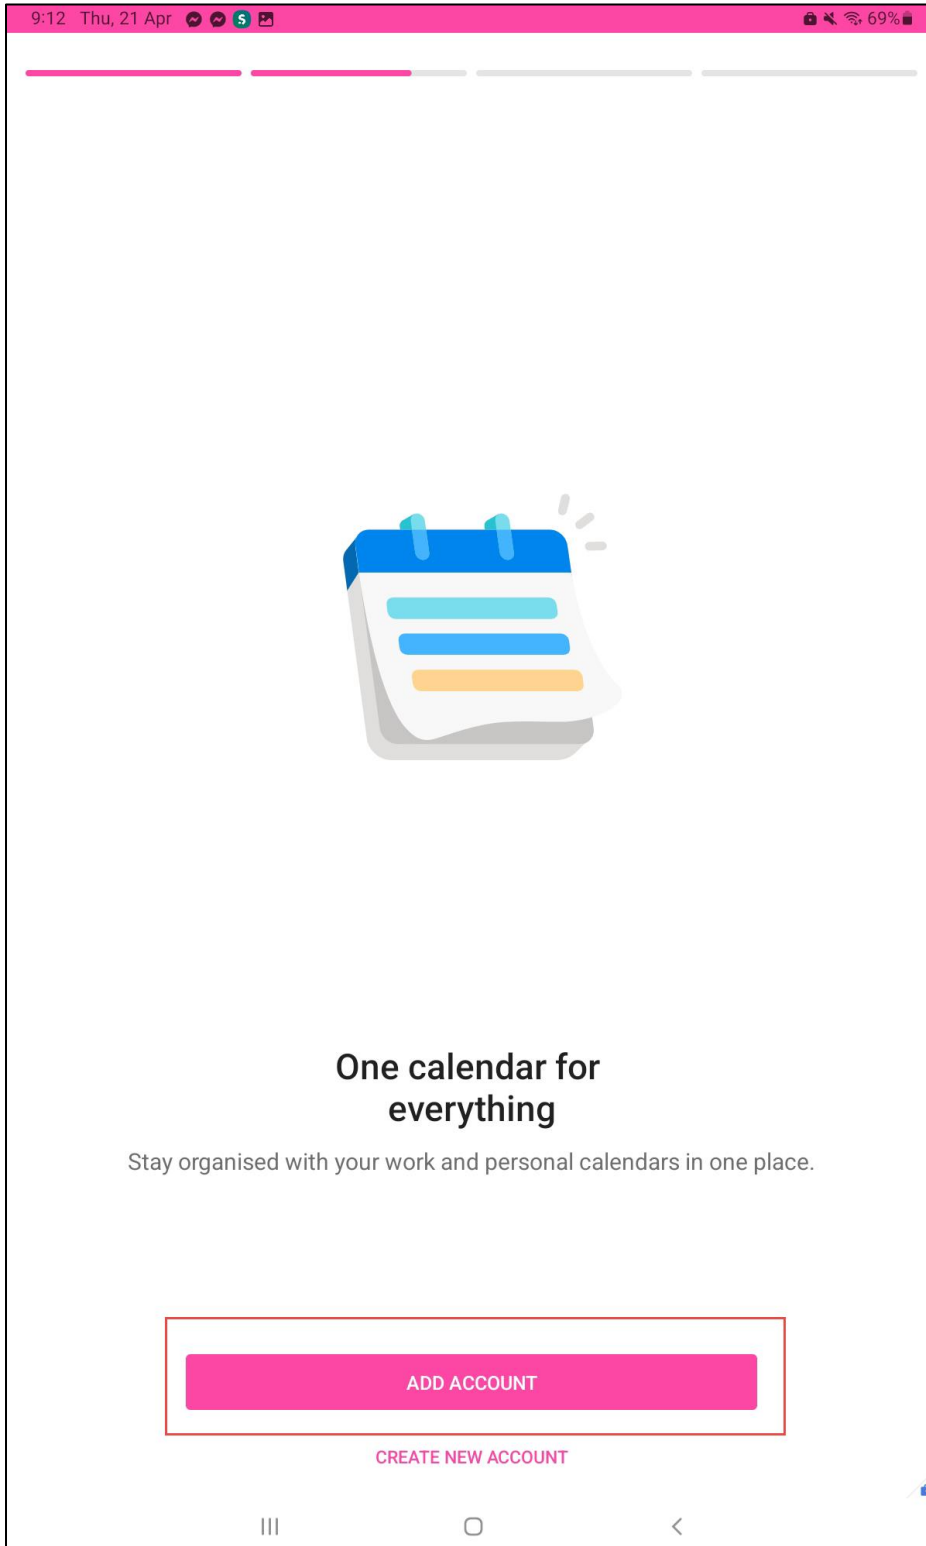 9:12 Thu, 21 Apr S 69%
One calendar for
everything
Stay organised with your work and personal calendars in one place.
ADD ACCOUNT
CREATE NEW ACCOUNT